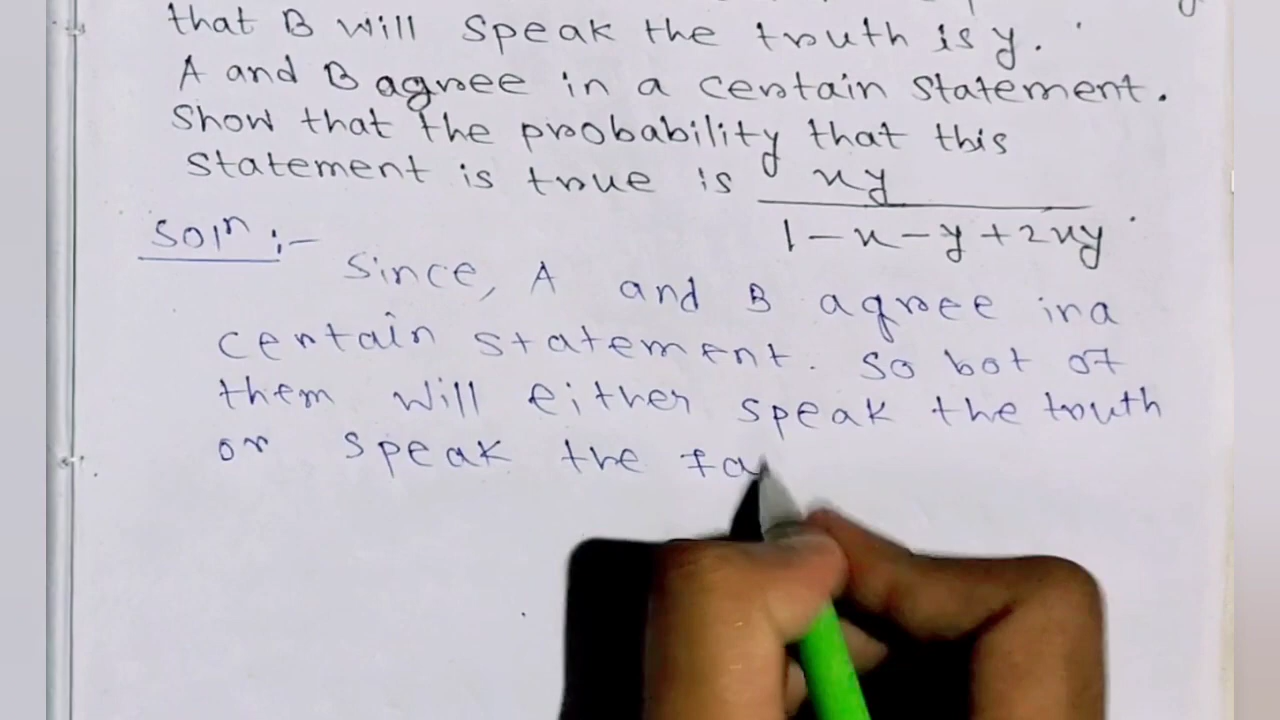 that B will speak the truth is y.
A and B agree in a certain statement.
Show that the probability that this
statement is true is xy
1-x-y+2xy
Soln :-
Since, A and B agree in a
certain statement. So bot of
them will either speak the truth
or speak the fa